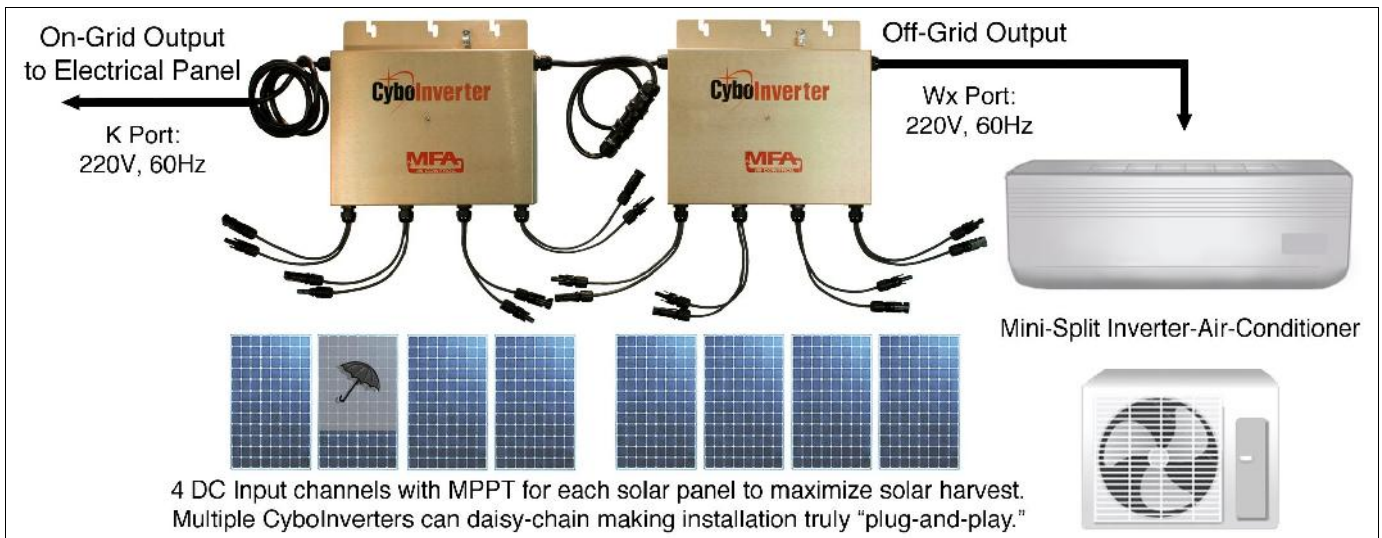 On-Grid Output
to Electrical Panel
K Port:
220V, 60Hz
CyboInverter
MFA
CyboInverter
MFA
Off-Grid Output
Wx Port:
220V, 60Hz
Mini-Split Inverter-Air-Conditioner
4 DC Input channels with MPPT for each solar panel to maximize solar harvest.
Multiple CyboInverters can daisy-chain making installation truly “plug-and-play.”